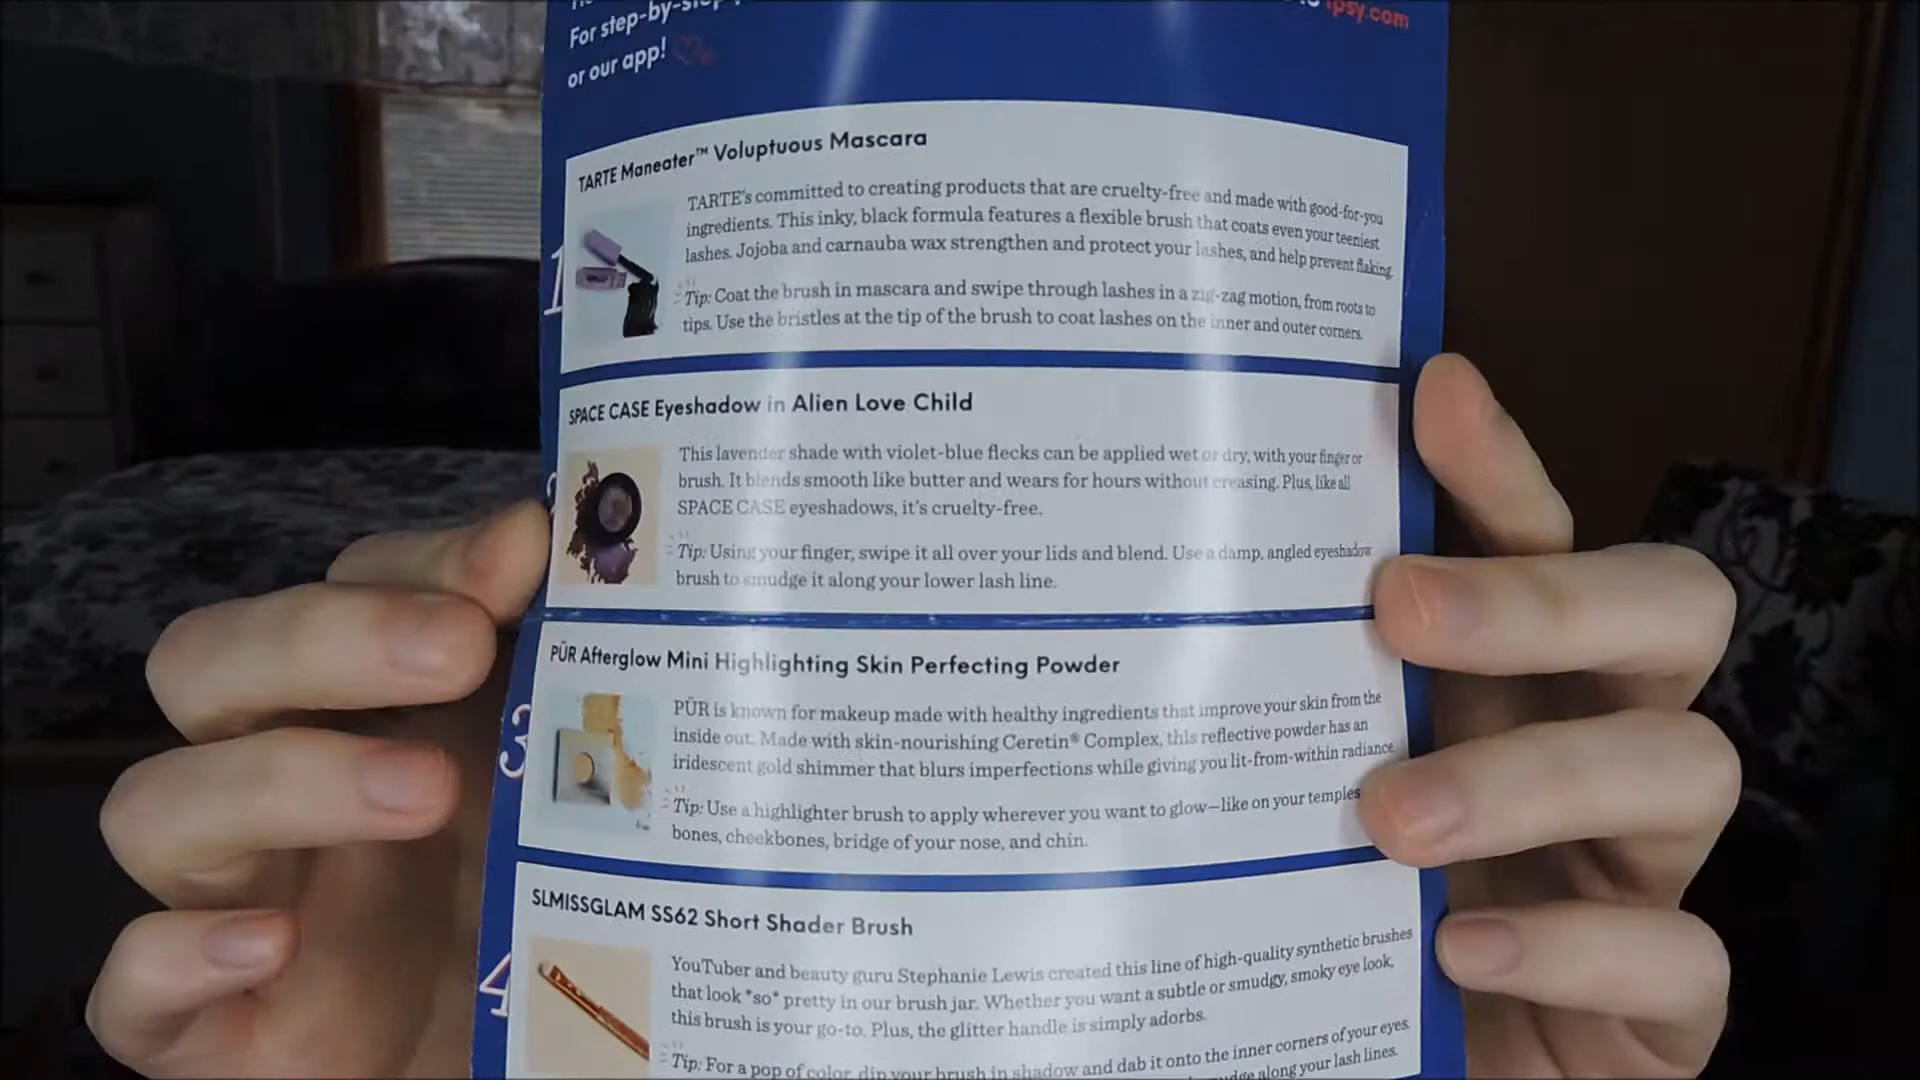 For step-by-step
ipsy.com
or our app!
TARTE Maneater™ Voluptuous Mascara
TARTE's committed to creating products that are cruelty-free and made with good-for-you
ingredients. This inky, black formula features a flexible brush that coats even your teeniest
lashes. Jojoba and carnauba wax strengthen and protect your lashes, and help prevent flaking.
1
Tip: Coat the brush in mascara and swipe through lashes in a zig-zag motion, from roots to
tips. Use the bristles at the tip of the brush to coat lashes on the inner and outer corners.
SPACE CASE Eyeshadow in Alien Love Child
This lavender shade with violet-blue flecks can be applied wet or dry, with your finger or
brush. It blends smooth like butter and wears for hours without creasing. Plus, like all
SPACE CASE eyeshadows, it's cruelty-free.
Tip: Using your finger, swipe it all over your lids and blend. Use a damp, angled eyeshadow
brush to smudge it along your lower lash line.
PÜR Afterglow Mini Highlighting Skin Perfecting Powder
PÜR is known for makeup made with healthy ingredients that improve your skin from the
inside out. Made with skin-nourishing Ceretin® Complex, this reflective powder has an
iridescent gold shimmer that blurs imperfections while giving you lit-from-within radiance.
3
Tip: Use a highlighter brush to apply wherever you want to glow—like on your temples
bones, cheekbones, bridge of your nose, and chin.
SLMISSGLAM SS62 Short Shader Brush
YouTuber and beauty guru Stephanie Lewis created this line of high-quality synthetic brushes
that look *so* pretty in our brush jar. Whether you want a subtle or smudgy, smoky eye look,
this brush is your go-to. Plus, the glitter handle is simply adorbs.
4
Tip: For a pop of color, dip your brush in shadow and dab it onto the inner corners of your eyes.
along your lash lines.